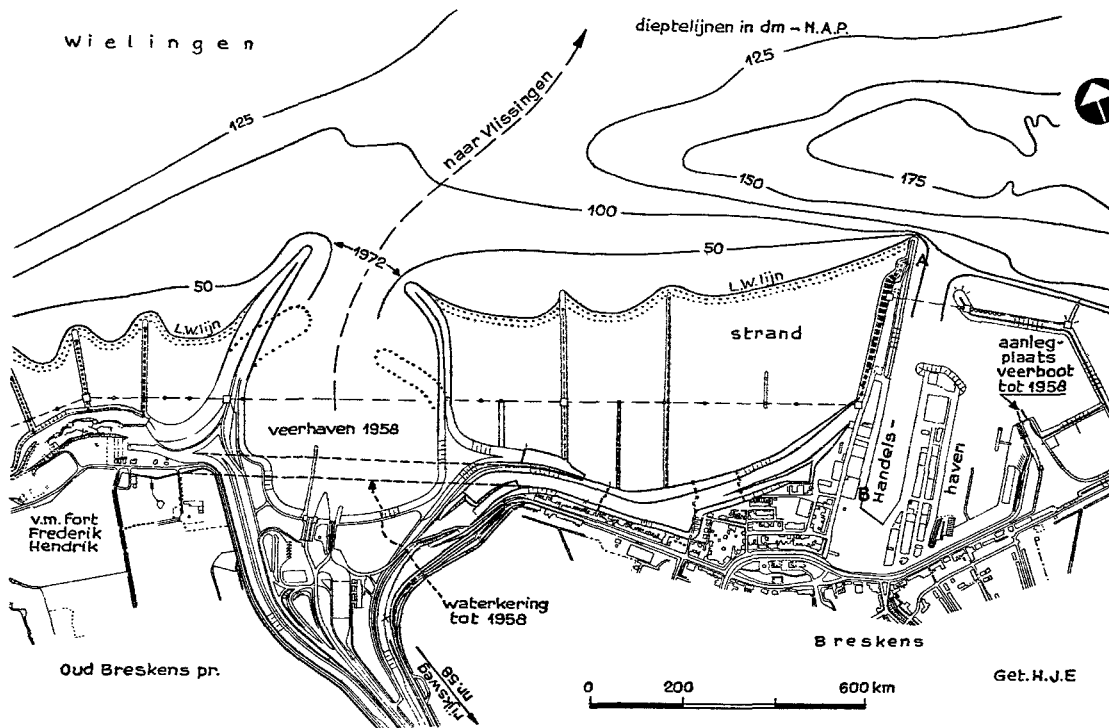 Wielingen
dieptelijnen in dm - N.A.P.
125
125
naar Vlissingen
150
175
100
50
1972
50
L.W.lijn
L.W.lijn
A
strand
aanleg-
plaats
veerboot
tot 1958
veerhaven 1958
Handels-
haven
B
v.m. fort
Frederik
Hendrik
waterkering
tot 1958
Breskens
Oud Breskens pr.
rijksweg
nr. 58
Get. H.J.E
0
200
600 km